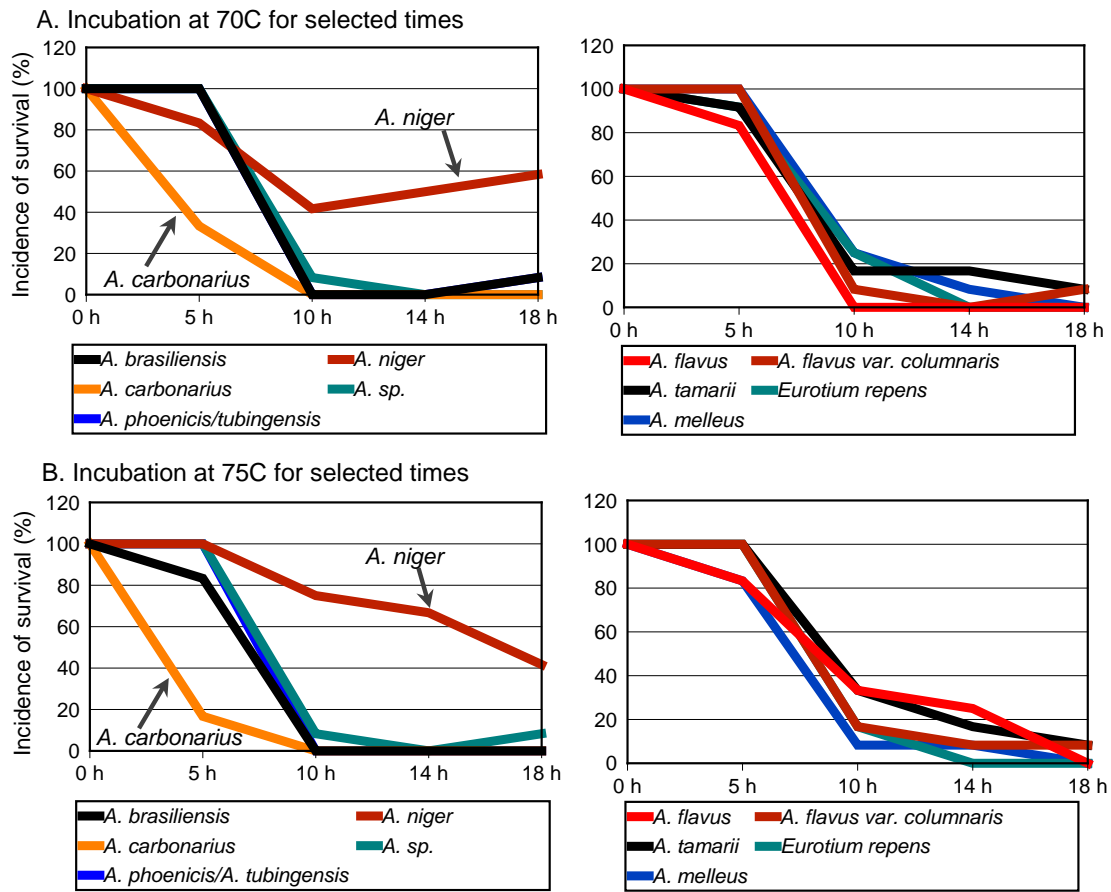 A. Incubation at 70C for selected times
Incidence of survival (%)
120
100
80
60
40
20
0
A. niger
A. carbonarius
0 h 5 h 10 h 14 h 18 h
A. brasiliensis A. niger
A. carbonarius A. sp.
A. phoenicis/tubingensis
120
100
80
60
40
20
0
0 h 5 h 10 h 14 h 18 h
A. flavus A. flavus var. columnaris
A. tamarii Eurotium repens
A. melleus
B. Incubation at 75C for selected times
Incidence of survival (%)
120
100
80
60
40
20
0
A. niger
A. carbonarius
0 h 5 h 10 h 14 h 18 h
A. brasiliensis A. niger
A. carbonarius A. sp.
A. phoenicis/A. tubingensis
120
100
80
60
40
20
0
0 h 5 h 10 h 14 h 18 h
A. flavus A. flavus var. columnaris
A. tamarii Eurotium repens
A. melleus